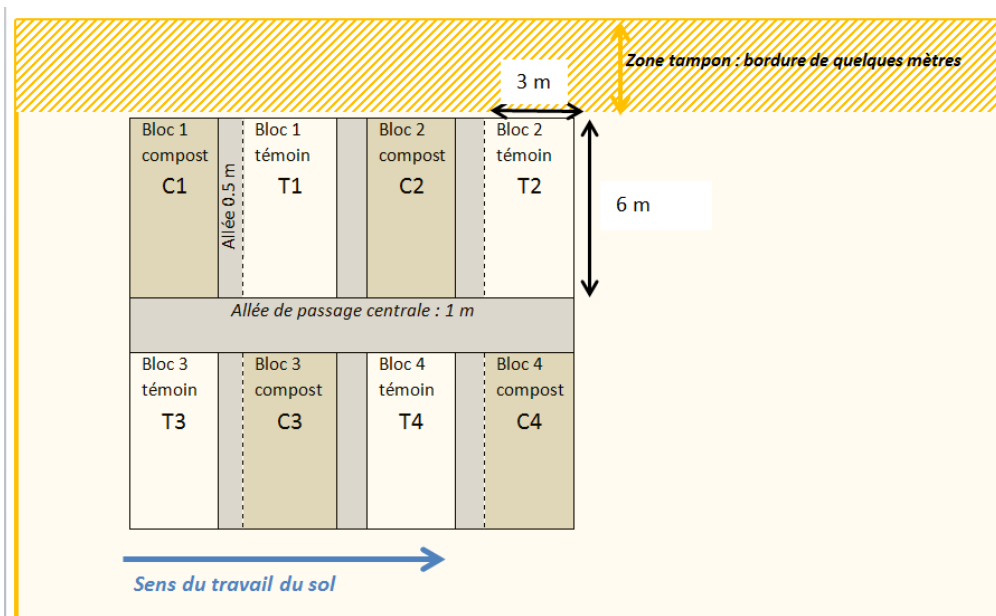 Zone tampon : bordure de quelques mètres
3 m
Bloc 1
compost
C1
Allée 0.5 m
Bloc 1
témoin
T1
Bloc 2
compost
C2
Bloc 2
témoin
T2
6 m
Allée de passage centrale : 1 m
Bloc 3
témoin
T3
Bloc 3
compost
C3
Bloc 4
témoin
T4
Bloc 4
compost
C4
Sens du travail du sol